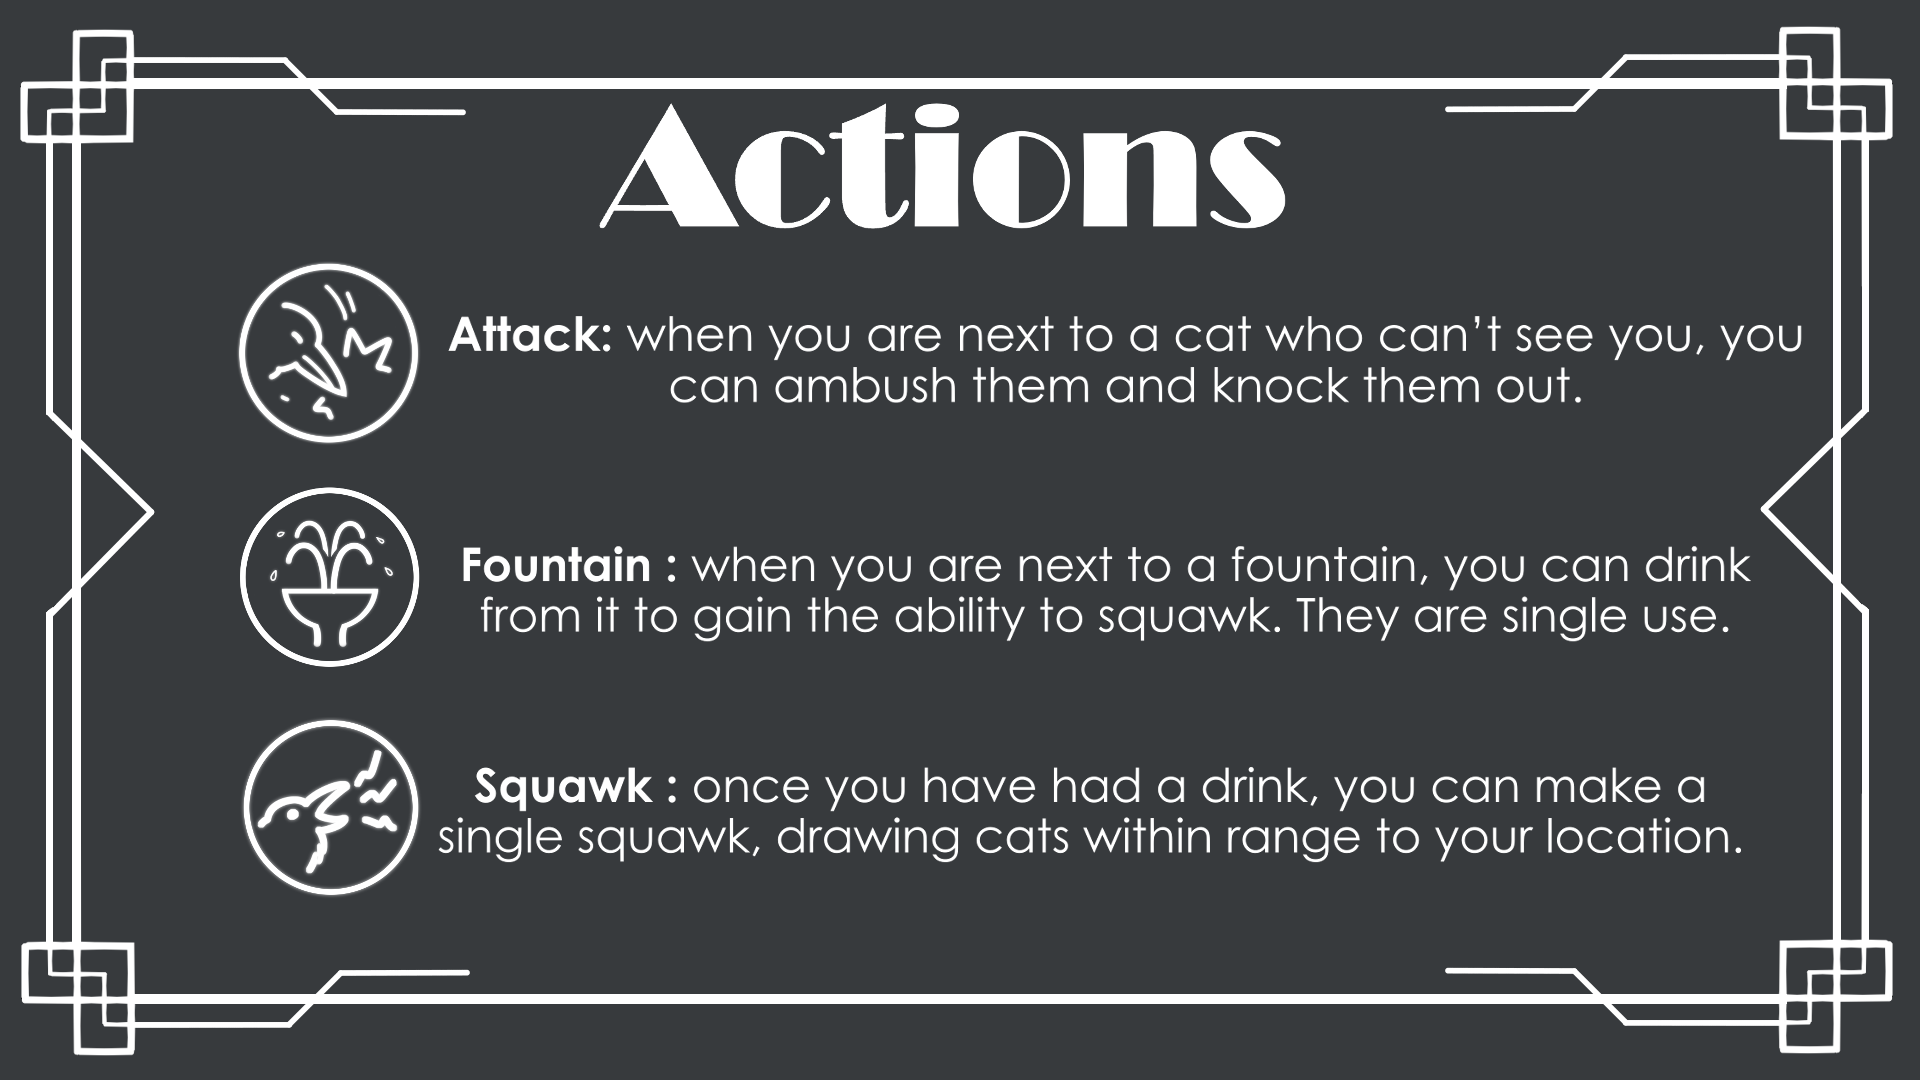 Actions
Attack: when you are next to a cat who can’t see you, you
can ambush them and knock them out.
Fountain : when you are next to a fountain, you can drink
from it to gain the ability to squawk. They are single use.
Squawk : once you have had a drink, you can make a
single squawk, drawing cats within range to your location.